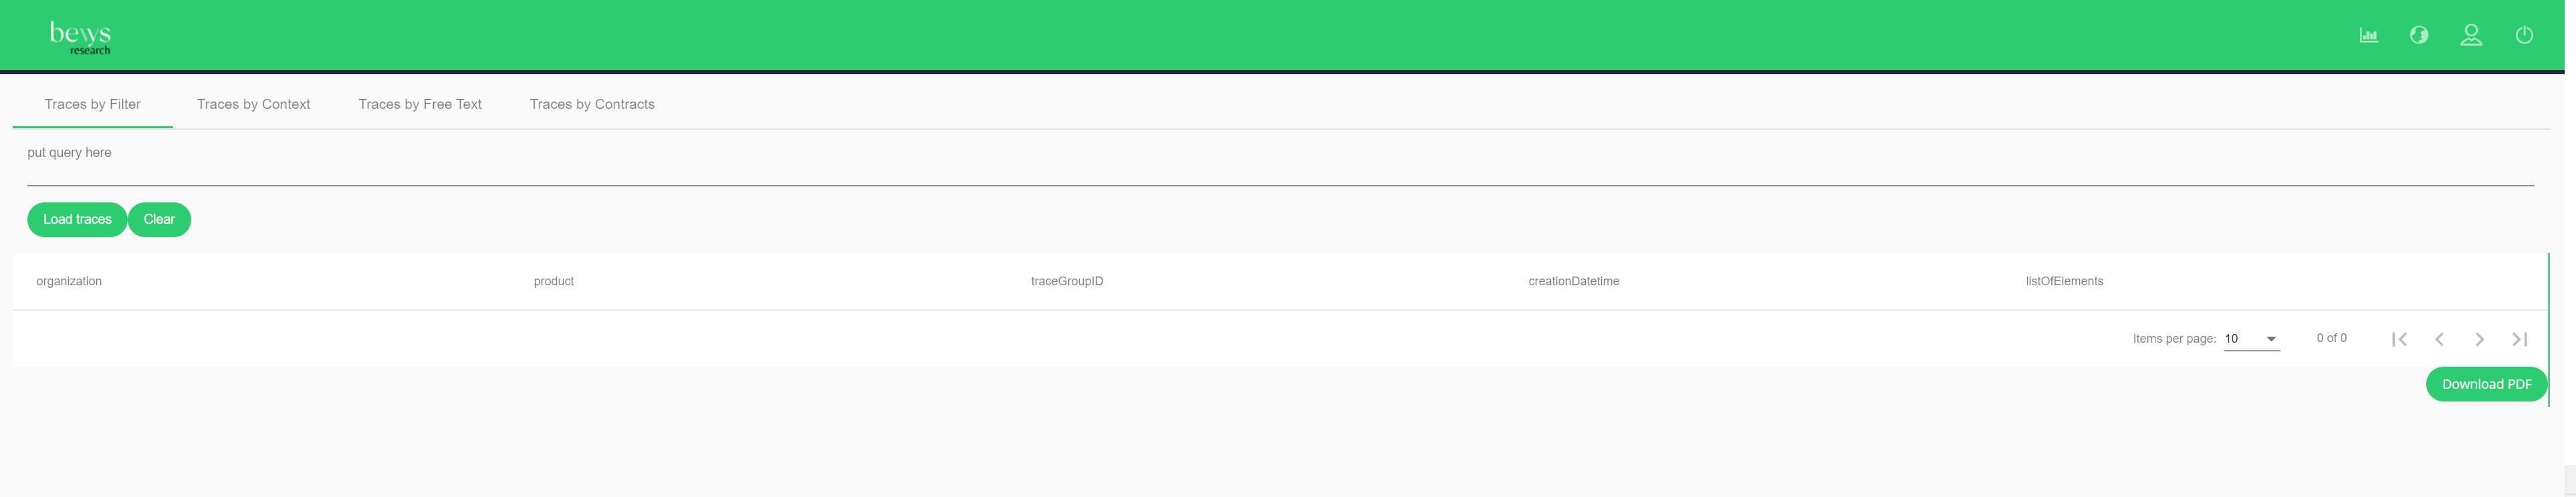 bewys
research
Traces by Filter Traces by Context Traces by Free Text Traces by Contracts
put query here
Load traces Clear
organization product traceGroupID creationDatetime listOfElements
Items per page: 10 0 of 0
Download PDF